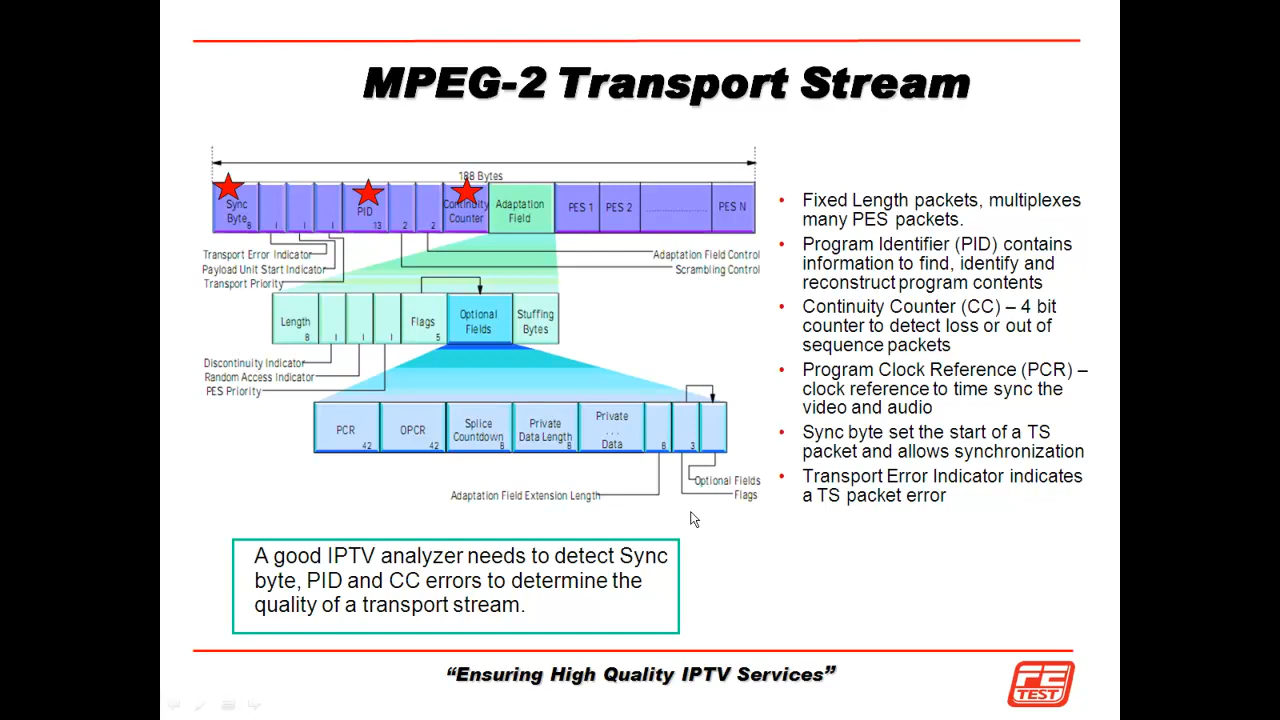 MPEG-2 Transport Stream
188 Bytes
Sync Byte 8
1
1
1
PID 13
2
2
Continuity Counter
Adaptation Field
PES 1
PES 2
....................
PES N
Transport Error Indicator
Payload Unit Start Indicator
Transport Priority
Adaptation Field Control
Scrambling Control
Length 8
1
1
1
Flags 5
Optional Fields
Stuffing Bytes
Discontinuity Indicator
Random Access Indicator
PES Priority
PCR 42
OPCR 42
Splice Countdown 8
Private Data Length 8
Private ... Data
8
3
Adaptation Field Extension Length
Optional Fields
Flags
• Fixed Length packets, multiplexes
many PES packets.
• Program Identifier (PID) contains
information to find, identify and
reconstruct program contents
• Continuity Counter (CC) – 4 bit
counter to detect loss or out of
sequence packets
• Program Clock Reference (PCR) –
clock reference to time sync the
video and audio
• Sync byte set the start of a TS
packet and allows synchronization
• Transport Error Indicator indicates
a TS packet error
A good IPTV analyzer needs to detect Sync
byte, PID and CC errors to determine the
quality of a transport stream.
“Ensuring High Quality IPTV Services”
FE
TEST